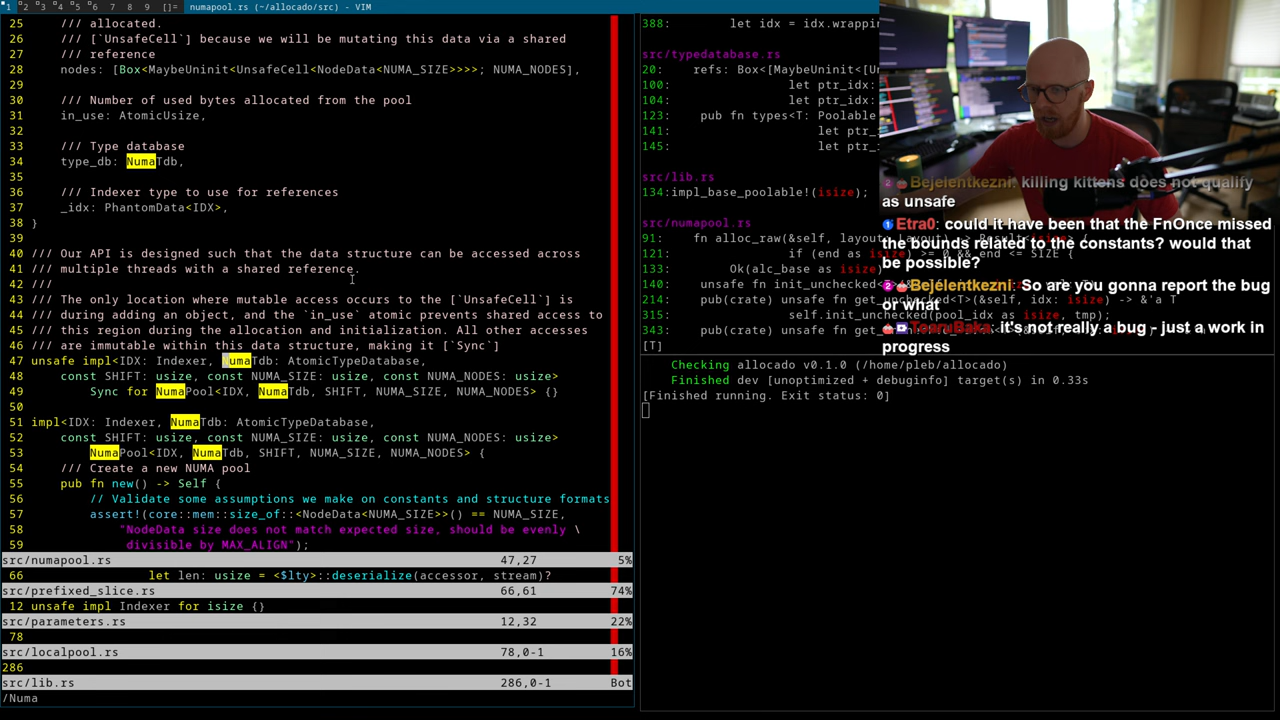 1 2 3 4 5 6 7 8 9 []= numapool.rs (~/allocado/src) - VIM
25 /// allocated.
26 /// [`UnsafeCell`] because we will be mutating this data via a shared
27 /// reference
28 nodes: [Box<MaybeUninit<UnsafeCell<NodeData<NUMA_SIZE>>>>; NUMA_NODES],
29
30 /// Number of used bytes allocated from the pool
31 in_use: AtomicUsize,
32
33 /// Type database
34 type_db: NumaTdb,
35
36 /// Indexer type to use for references
37 _idx: PhantomData<IDX>,
38 }
39
40 /// Our API is designed such that the data structure can be accessed across
41 /// multiple threads with a shared reference.
42 ///
43 /// The only location where mutable access occurs to the [`UnsafeCell`] is
44 /// during adding an object, and the `in_use` atomic prevents shared access to
45 /// this region during the allocation and initialization. All other accesses
46 /// are immutable within this data structure, making it [`Sync`]
47 unsafe impl<IDX: Indexer, NumaTdb: AtomicTypeDatabase,
48 const SHIFT: usize, const NUMA_SIZE: usize, const NUMA_NODES: usize>
49 Sync for NumaPool<IDX, NumaTdb, SHIFT, NUMA_SIZE, NUMA_NODES> {}
50
51 impl<IDX: Indexer, NumaTdb: AtomicTypeDatabase,
52 const SHIFT: usize, const NUMA_SIZE: usize, const NUMA_NODES: usize>
53 NumaPool<IDX, NumaTdb, SHIFT, NUMA_SIZE, NUMA_NODES> {
54 /// Create a new NUMA pool
55 pub fn new() -> Self {
56 // Validate some assumptions we make on constants and structure formats
57 assert!(core::mem::size_of::<NodeData<NUMA_SIZE>>() == NUMA_SIZE,
58 "NodeData size does not match expected size, should be evenly \
59 divisible by MAX_ALIGN");
src/numapool.rs 47,27 5%
66 let len: usize = <$lty>::deserialize(accessor, stream)?
src/prefixed_slice.rs 66,61 74%
12 unsafe impl Indexer for isize {}
src/parameters.rs 12,32 22%
78
src/localpool.rs 78,0-1 16%
286
src/lib.rs 286,0-1 Bot
/Numa
388: let idx = idx.wrappin
src/typedatabase.rs
20: refs: Box<[MaybeUninit<[Un
100: let ptr_idx:
104: let ptr_idx:
123: pub fn types<T: Poolable
141: let ptr_i
145: let ptr_i
src/lib.rs
134:impl_base_poolable!(isize);
src/numapool.rs
91: fn alloc_raw(&self, layout: Layout) -> Result<
121: if (end as isize) >= 0 && end <= SIZE {
133: Ok(alc_base as isize)
140: unsafe fn init_unchecked<
214: pub(crate) unsafe fn get_unchecked<T>(&self, idx: isize) -> &'a T
315: self.init_unchecked(pool_idx as isize, tmp);
343: pub(crate) unsafe fn get_unchecked
[T]
Checking allocado v0.1.0 (/home/pleb/allocado)
Finished dev [unoptimized + debuginfo] target(s) in 0.33s
[Finished running. Exit status: 0]
Bejelentkezni: killing kittens does not qualify
as unsafe
Etra0: could it have been that the FnOnce missed
the bounds related to the constants? would that
be possible?
Bejelentkezni: So are you gonna report the bug
or what
TsaruBaka: it's not really a bug - just a work in
progress